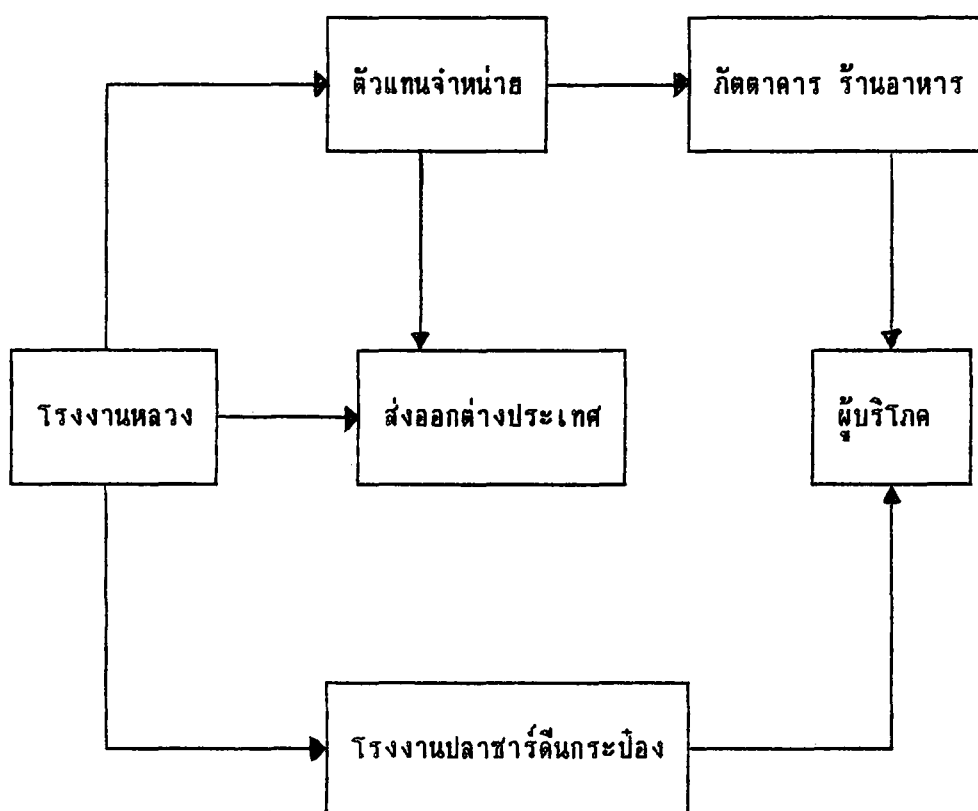 ตัวแทนจำหน่าย
ภัตตาคาร ร้านอาหาร
โรงงานหลวง
ส่งออกต่างประเทศ
ผู้บริโภค
โรงงานปลาซาร์ดีนกระป๋อง